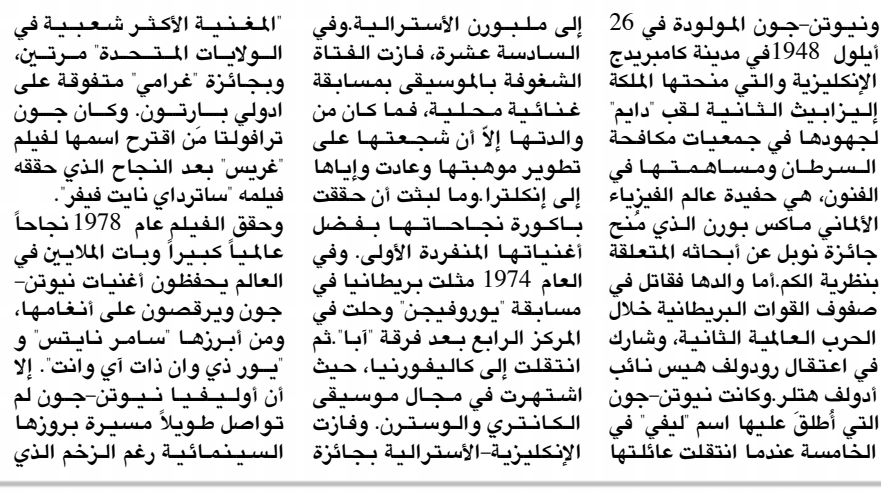 ونيوتن-جون المولودة في 26
أيلول 1948في مدينة كامبريدج
الإنكليزية والتي منحتها الملكة
إليزابيث الثانية لقب "دايم"
لجهودها في جمعيات مكافحة
السرطان ومساهمتها في
الفنون، هي حفيدة عالم الفيزياء
الألماني ماكس بورن الذي مُنح
جائزة نوبل عن أبحاثه المتعلقة
بنظرية الكم.أما والدها فقاتل في
صفوف القوات البريطانية خلال
الحرب العالمية الثانية، وشارك
في اعتقال رودولف هيس نائب
أدولف هتلر.وكانت نيوتن-جون
التي أُطلقَ عليها اسم "ليفي" في
الخامسة عندما انتقلت عائلتها
إلى ملبورن الأسترالية.وفي
السادسة عشرة، فازت الفتاة
الشغوفة بالموسيقى بمسابقة
غنائية محلية، فما كان من
والدتها إلاّ أن شجعتها على
تطوير موهبتها وعادت وإياها
إلى إنكلترا.وما لبثت أن حققت
باكورة نجاحاتها بفضل
أغنياتها المنفردة الأولى. وفي
العام 1974 مثلت بريطانيا في
مسابقة "يوروفيجن" وحلت في
المركز الرابع بعد فرقة "آبا".ثم
انتقلت إلى كاليفورنيا، حيث
اشتهرت في مجال موسيقى
الكانتري والوسترن. وفازت
الإنكليزية-الأسترالية بجائزة
"المغنية الأكثر شعبية في
الولايات المتحدة" مرتين،
وبجائزة "غرامي" متفوقة على
ادولي بارتون. وكان جون
ترافولتا مَن اقترح اسمها لفيلم
"غريس" بعد النجاح الذي حققه
فيلمه "ساترداي نايت فيفر".
وحقق الفيلم عام 1978 نجاحاً
عالمياً كبيراً وبات الملايين في
العالم يحفظون أغنيات نيوتن-
جون ويرقصون على أنغامها،
ومن أبرزها "سامر نايتس" و
"يور ذي وان ذات آي وانت". إلا
أن أوليفيا نيوتن-جون لم
تواصل طويلاً مسيرة بروزها
السينمائية رغم الزخم الذي